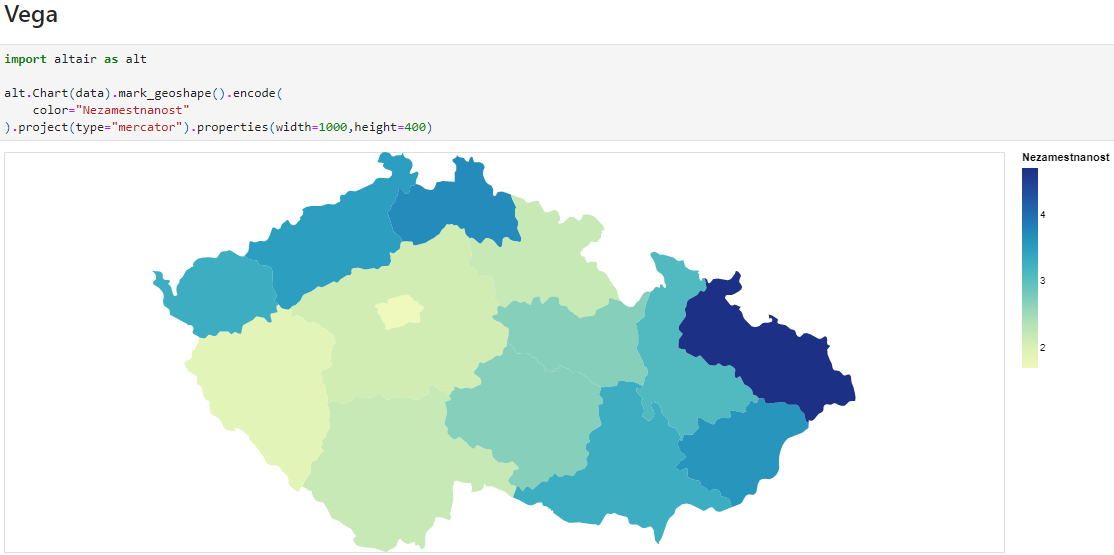 Vega
import altair as alt
alt.Chart(data).mark_geoshape().encode(
    color="Nezamestnanost"
).project(type="mercator").properties(width=1000,height=400)
Nezamestnanost
4
3
2